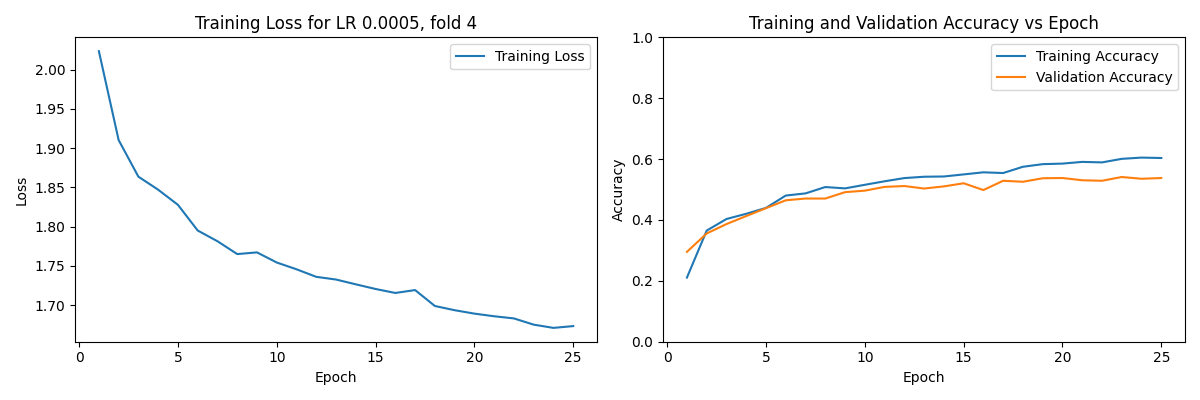 Training Loss for LR 0.0005, fold 4
Training Loss
2.00
1.95
1.90
1.85
1.80
1.75
1.70
Loss
0 5 10 15 20 25
Epoch
Training and Validation Accuracy vs Epoch
Training Accuracy
Validation Accuracy
1.0
0.8
0.6
0.4
0.2
0.0
Accuracy
0 5 10 15 20 25
Epoch